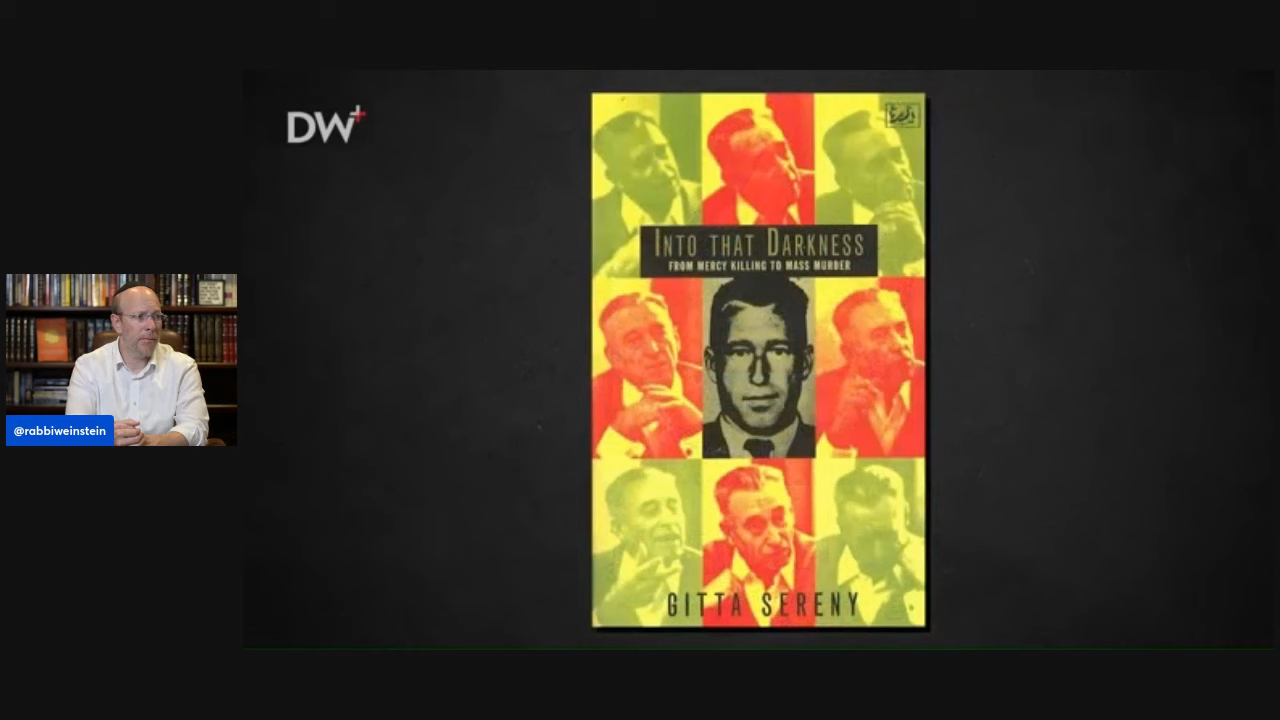 DW+
INTO THAT DARKNESS
FROM MERCY KILLING TO MASS MURDER
GITTA SERENY
@rabbiweinstein